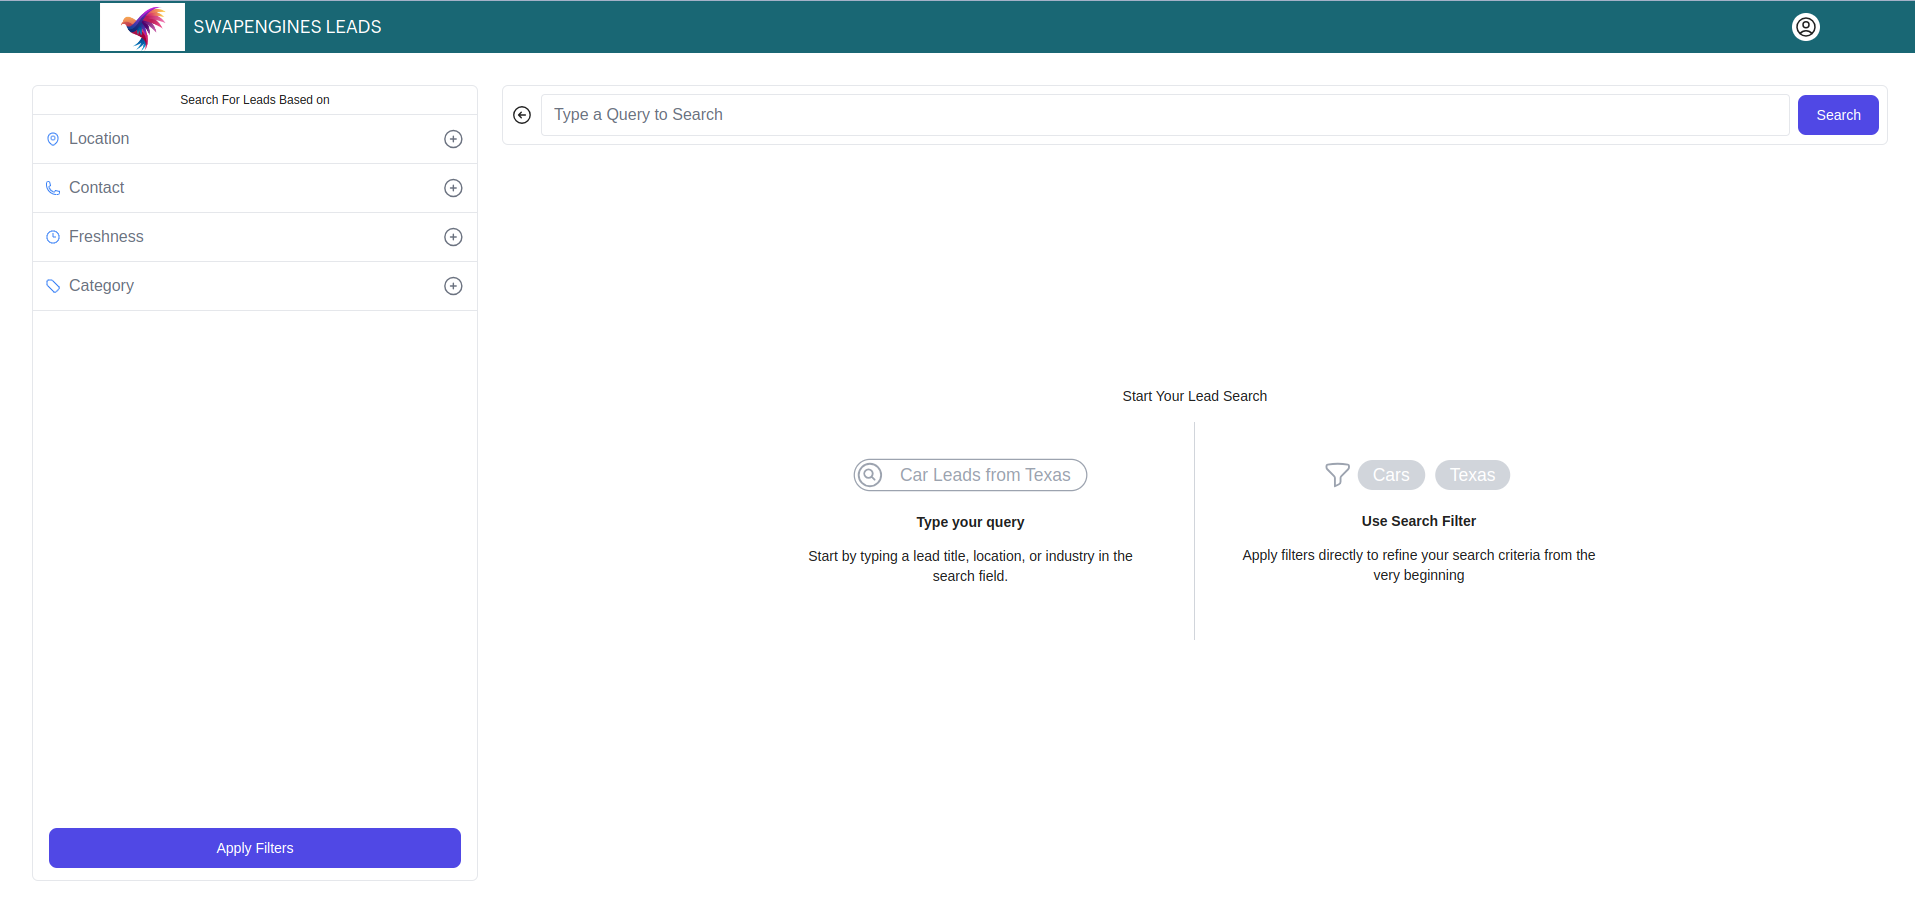 SWAPENGINES LEADS
Search For Leads Based on
Location
Contact
Freshness
Category
Apply Filters
Type a Query to Search
Search
Start Your Lead Search
Car Leads from Texas
Type your query
Start by typing a lead title, location, or industry in the
search field.
Cars Texas
Use Search Filter
Apply filters directly to refine your search criteria from the
very beginning